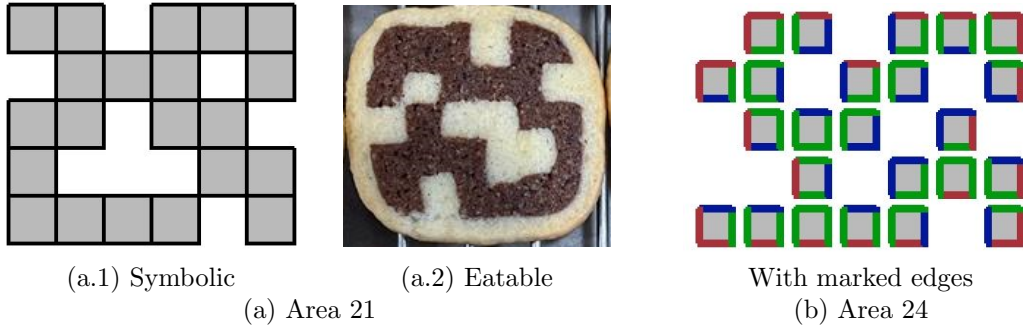 (a.1) Symbolic
(a.2) Eatable
With marked edges
(a) Area 21
(b) Area 24